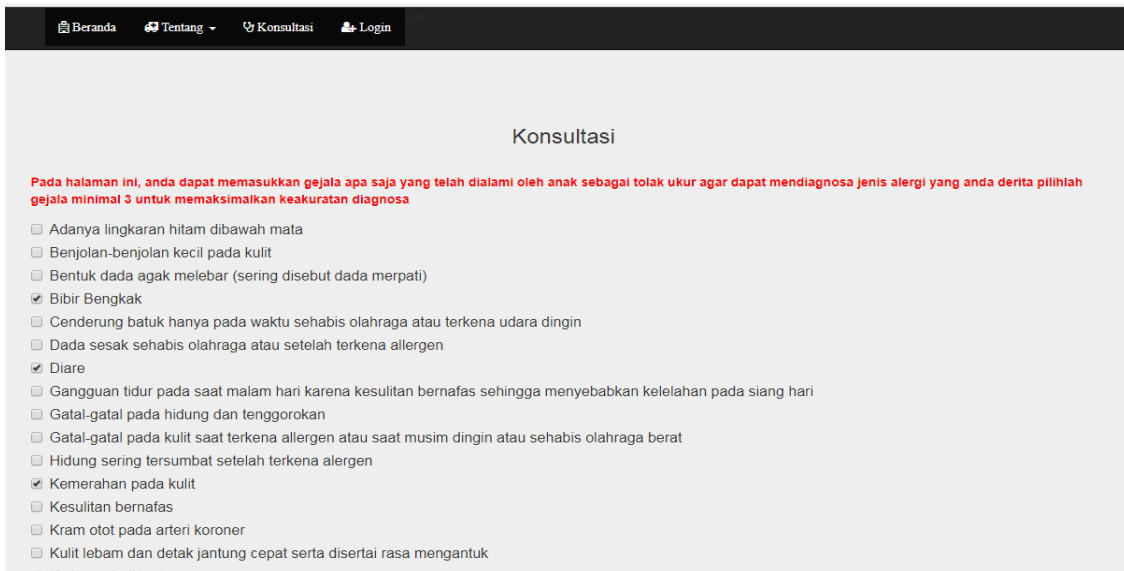 Beranda Tentang Konsultasi Login
Konsultasi
Pada halaman ini, anda dapat memasukkan gejala apa saja yang telah dialami oleh anak sebagai tolak ukur agar dapat mendiagnosa jenis alergi yang anda derita pilihlah
gejala minimal 3 untuk memaksimalkan keakuratan diagnosa
Adanya lingkaran hitam dibawah mata
Benjolan-benjolan kecil pada kulit
Bentuk dada agak melebar (sering disebut dada merpati)
Bibir Bengkak
Cenderung batuk hanya pada waktu sehabis olahraga atau terkena udara dingin
Dada sesak sehabis olahraga atau setelah terkena allergen
Diare
Gangguan tidur pada saat malam hari karena kesulitan bernafas sehingga menyebabkan kelelahan pada siang hari
Gatal-gatal pada hidung dan tenggorokan
Gatal-gatal pada kulit saat terkena allergen atau saat musim dingin atau sehabis olahraga berat
Hidung sering tersumbat setelah terkena alergen
Kemerahan pada kulit
Kesulitan bernafas
Kram otot pada arteri koroner
Kulit lebam dan detak jantung cepat serta disertai rasa mengantuk